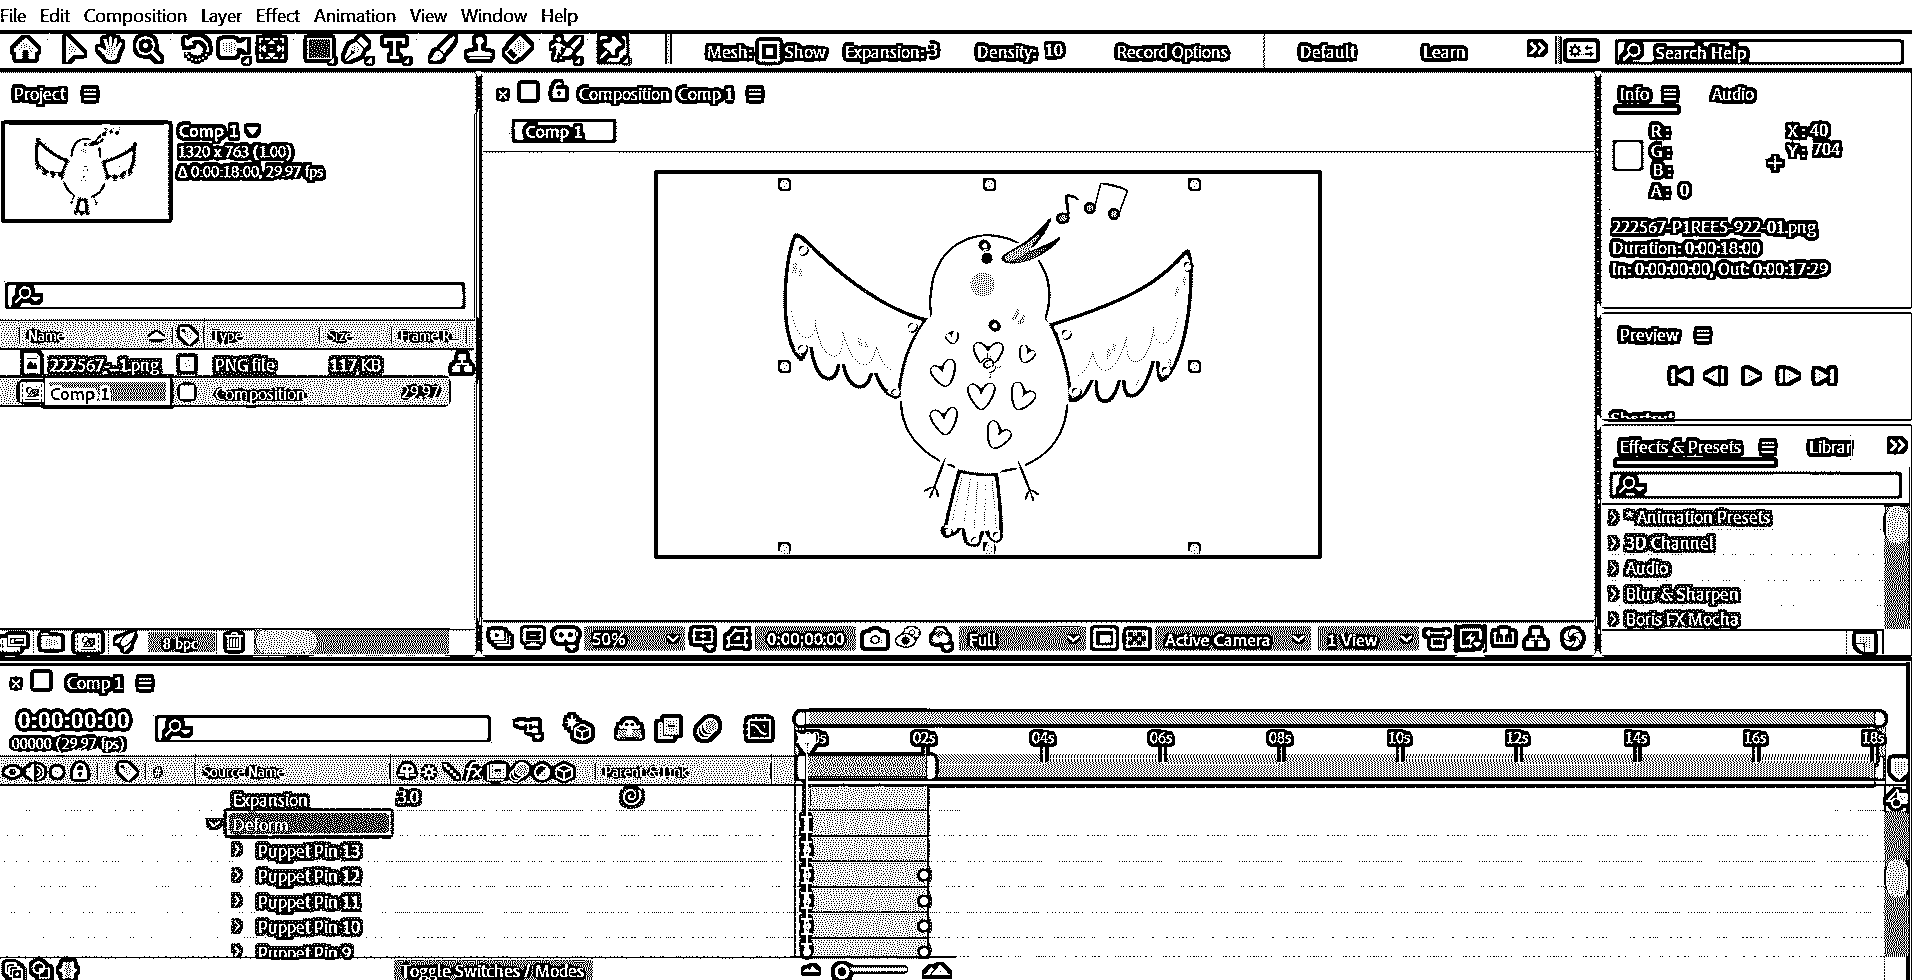 File Edit Composition Layer Effect Animation View Window Help
Mesh: Show Expansion: 3 Density: 10 Record Options Default Learn Search Help
Project
Comp 1
1320 x 763 (1.00)
Δ 0:00:18:00, 29.97 fps
Name Type Size Frame R...
222567-...1.png PNG file 117 KB
Comp 1 Composition 29.97
8 bpc
Composition Comp 1
Comp 1
50% 0:00:00:00 Full Active Camera 1 View
Info Audio
R: X: 40
G: Y: 704
B:
A: 0
222567-P1REES-922-01.png
Duration: 0:00:18:00
In: 0:00:00:00, Out: 0:00:17:29
Preview
Shortcut
Effects & Presets Librar
* Animation Presets
3D Channel
Audio
Blur & Sharpen
Boris FX Mocha
Comp 1
0:00:00:00
00000 (29.97 fps)
02s 04s 06s 08s 10s 12s 14s 16s 18s
# Source Name fx Parent & Link
Expansion 3.0
Deform
Puppet Pin 13
Puppet Pin 12
Puppet Pin 11
Puppet Pin 10
Puppet Pin 9
Toggle Switches / Modes